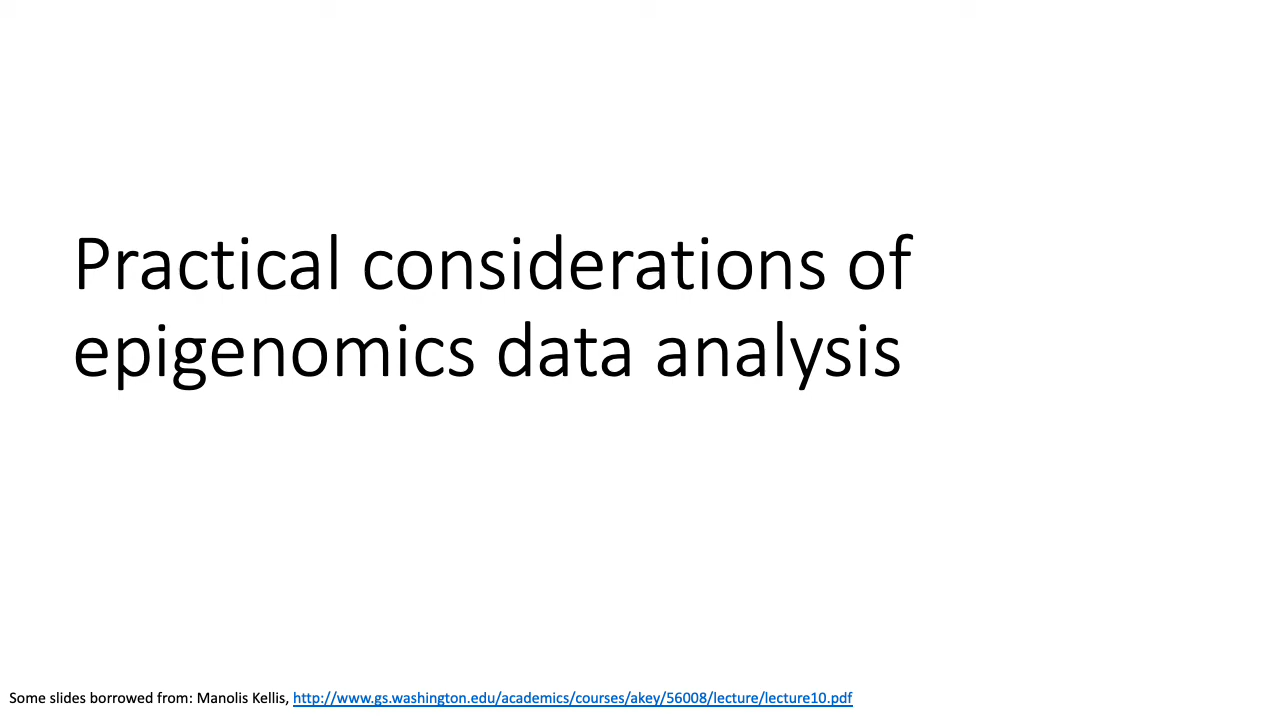 Practical considerations of
epigenomics data analysis
Some slides borrowed from: Manolis Kellis, http://www.gs.washington.edu/academics/courses/akey/56008/lecture/lecture10.pdf